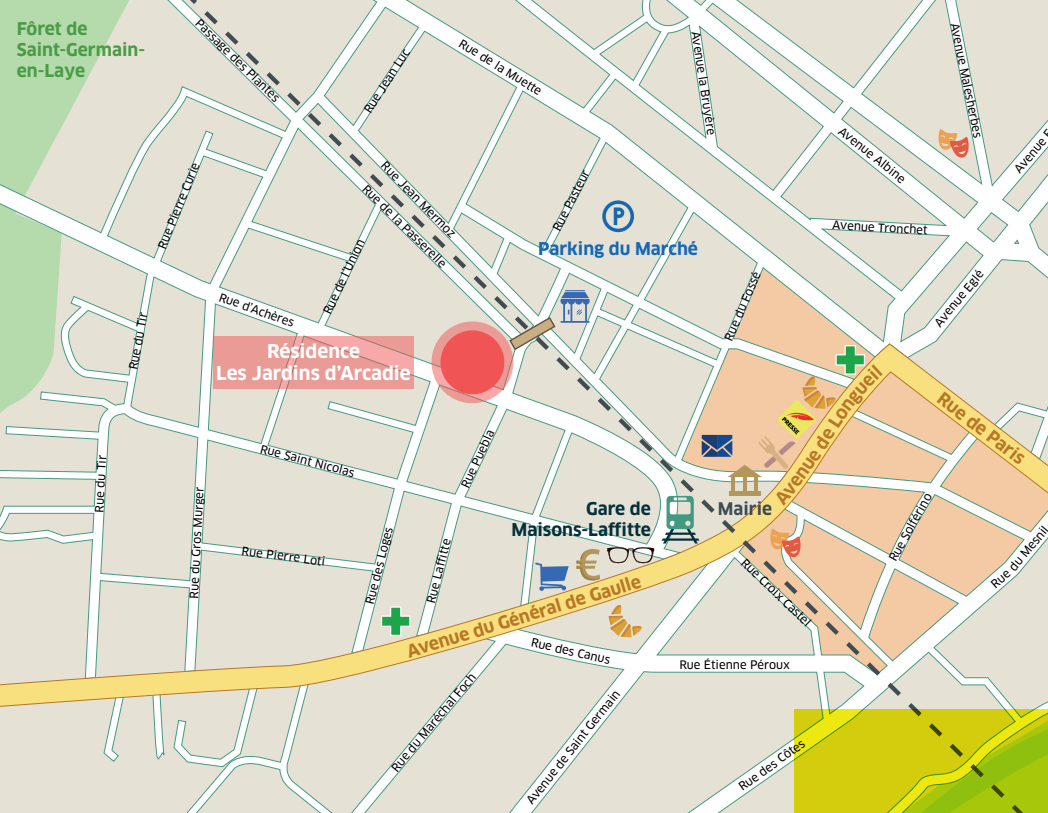 Fôret de
Saint-Germain-
en-Laye
Passage des Plantes
Rue Jean Luc
Rue de la Muette
Avenue la Bruyère
Avenue Malesherbes
Avenue Albine
Avenue E
Rue Pierre Curie
Rue Jean Mermoz
Rue de la Passerelle
Rue Pasteur
P
Parking du Marché
Avenue Tronchet
Avenue Eglé
Rue de l'Union
Rue d'Achères
Rue du Fossé
Rue du Tir
Résidence
Les Jardins d'Arcadie
Avenue de Longueil
Rue de Paris
PRESSE
Rue Saint Nicolas
Rue Puebla
Rue du Tir
Rue du Gros Murger
Gare de
Maisons-Laffitte
Mairie
Rue Solférino
Rue du Mesnil
Rue Pierre Loti
Rue des Loges
Rue Laffitte
€
Avenue du Général de Gaulle
Rue Croix Castel
Rue des Canus
Rue Étienne Péroux
Rue du Maréchal Foch
Avenue de Saint Germain
Rue des Côtes